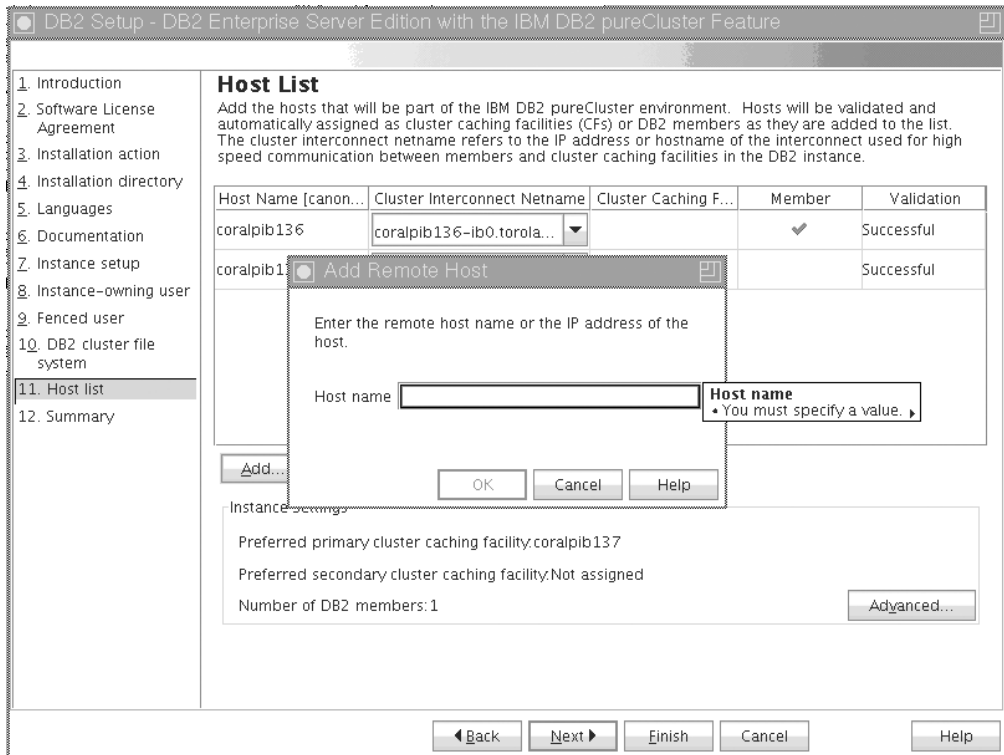 DB2 Setup - DB2 Enterprise Server Edition with the IBM DB2 pureCluster Feature
1. Introduction
2. Software License
Agreement
3. Installation action
4. Installation directory
5. Languages
6. Documentation
7. Instance setup
8. Instance-owning user
9. Fenced user
10. DB2 cluster file
system
11. Host list
12. Summary
Host List
Add the hosts that will be part of the IBM DB2 pureCluster environment. Hosts will be validated and
automatically assigned as cluster caching facilities (CFs) or DB2 members as they are added to the list.
The cluster interconnect netname refers to the IP address or hostname of the interconnect used for high
speed communication between members and cluster caching facilities in the DB2 instance.
Host Name [canon... Cluster Interconnect Netname Cluster Caching F... Member Validation
coralpib136 coralpib136-ib0.torola... Successful
Successful
Add Remote Host
Enter the remote host name or the IP address of the
host.
Host name
Host name
• You must specify a value.
OK Cancel Help
Add...
Instance Settings
Preferred primary cluster caching facility:coralpib137
Preferred secondary cluster caching facility:Not assigned
Number of DB2 members:1
Advanced...
Back Next Finish Cancel Help